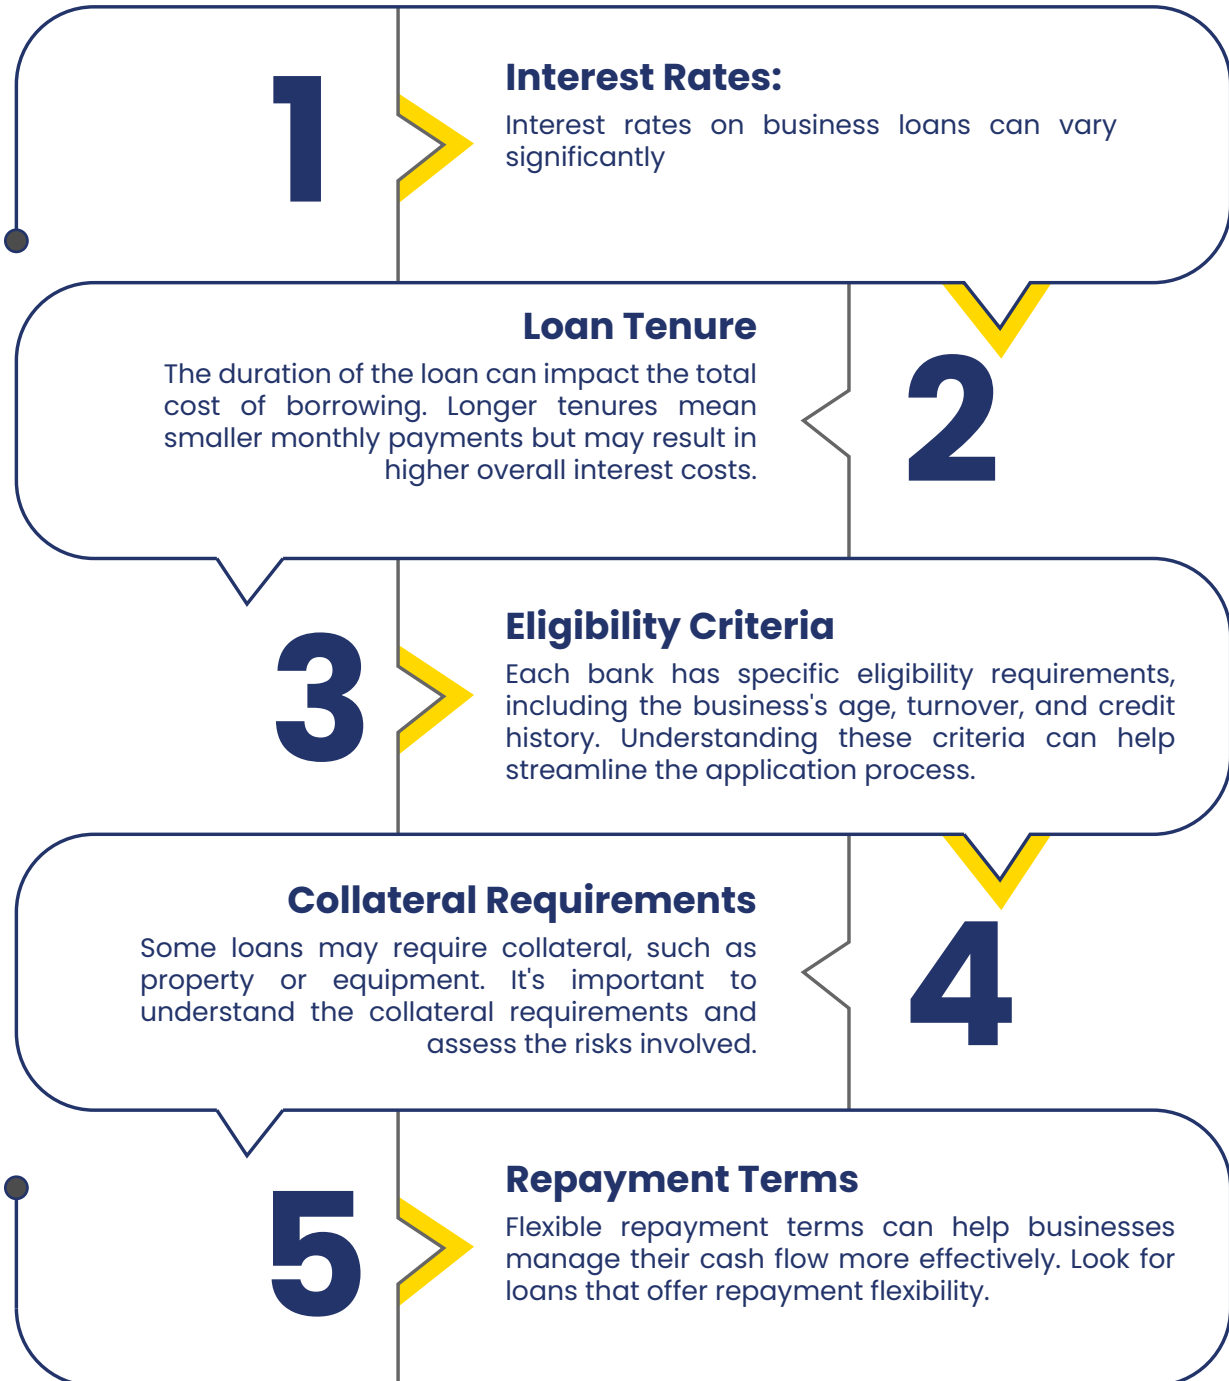 1
Interest Rates:
Interest rates on business loans can vary
significantly
Loan Tenure
The duration of the loan can impact the total
cost of borrowing. Longer tenures mean
smaller monthly payments but may result in
higher overall interest costs.
2
3
Eligibility Criteria
Each bank has specific eligibility requirements,
including the business's age, turnover, and credit
history. Understanding these criteria can help
streamline the application process.
Collateral Requirements
Some loans may require collateral, such as
property or equipment. It's important to
understand the collateral requirements and
assess the risks involved.
4
5
Repayment Terms
Flexible repayment terms can help businesses
manage their cash flow more effectively. Look for
loans that offer repayment flexibility.